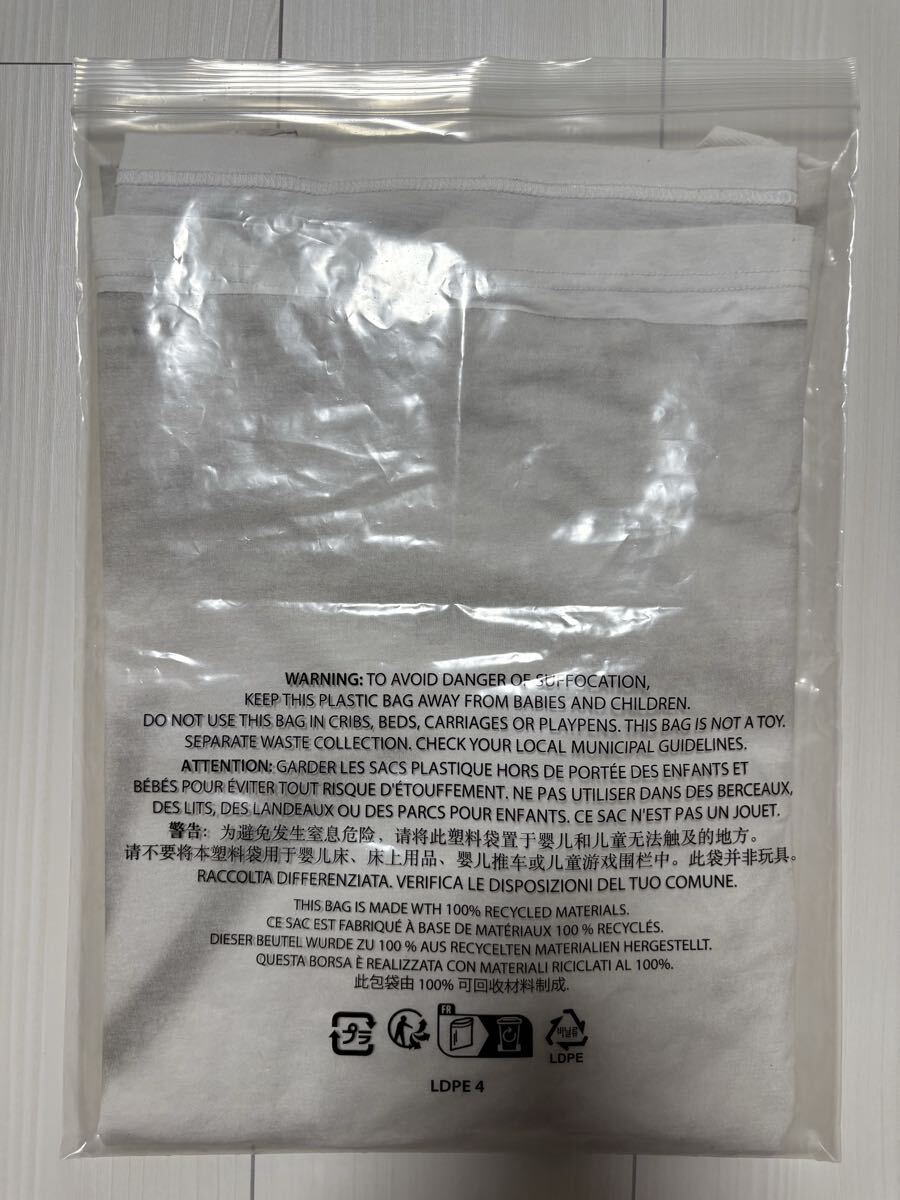 WARNING: TO AVOID DANGER OF SUFFOCATION,
KEEP THIS PLASTIC BAG AWAY FROM BABIES AND CHILDREN.
DO NOT USE THIS BAG IN CRIBS, BEDS, CARRIAGES OR PLAYPENS. THIS BAG IS NOT A TOY.
SEPARATE WASTE COLLECTION. CHECK YOUR LOCAL MUNICIPAL GUIDELINES.
ATTENTION: GARDER LES SACS PLASTIQUE HORS DE PORTÉE DES ENFANTS ET
BÉBÉS POUR ÉVITER TOUT RISQUE D'ÉTOUFFEMENT. NE PAS UTILISER DANS DES BERCEAUX,
DES LITS, DES LANDEAUX OU DES PARCS POUR ENFANTS. CE SAC N'EST PAS UN JOUET.
警告: 为避免发生窒息危险, 请将此塑料袋置于婴儿和儿童无法触及的地方。
请不要将本塑料袋用于婴儿床、床上用品、婴儿推车或儿童游戏围栏中。此袋并非玩具。
RACCOLTA DIFFERENZIATA. VERIFICA LE DISPOSIZIONI DEL TUO COMUNE.
THIS BAG IS MADE WTH 100% RECYCLED MATERIALS.
CE SAC EST FABRIQUÉ À BASE DE MATÉRIAUX 100 % RECYCLÉS.
DIESER BEUTEL WURDE ZU 100 % AUS RECYCELTEN MATERIALIEN HERGESTELLT.
QUESTA BORSA È REALIZZATA CON MATERIALI RICICLATI AL 100%.
此包袋由 100% 可回收材料制成.
プラ
FR
비닐류
LDPE
LDPE 4